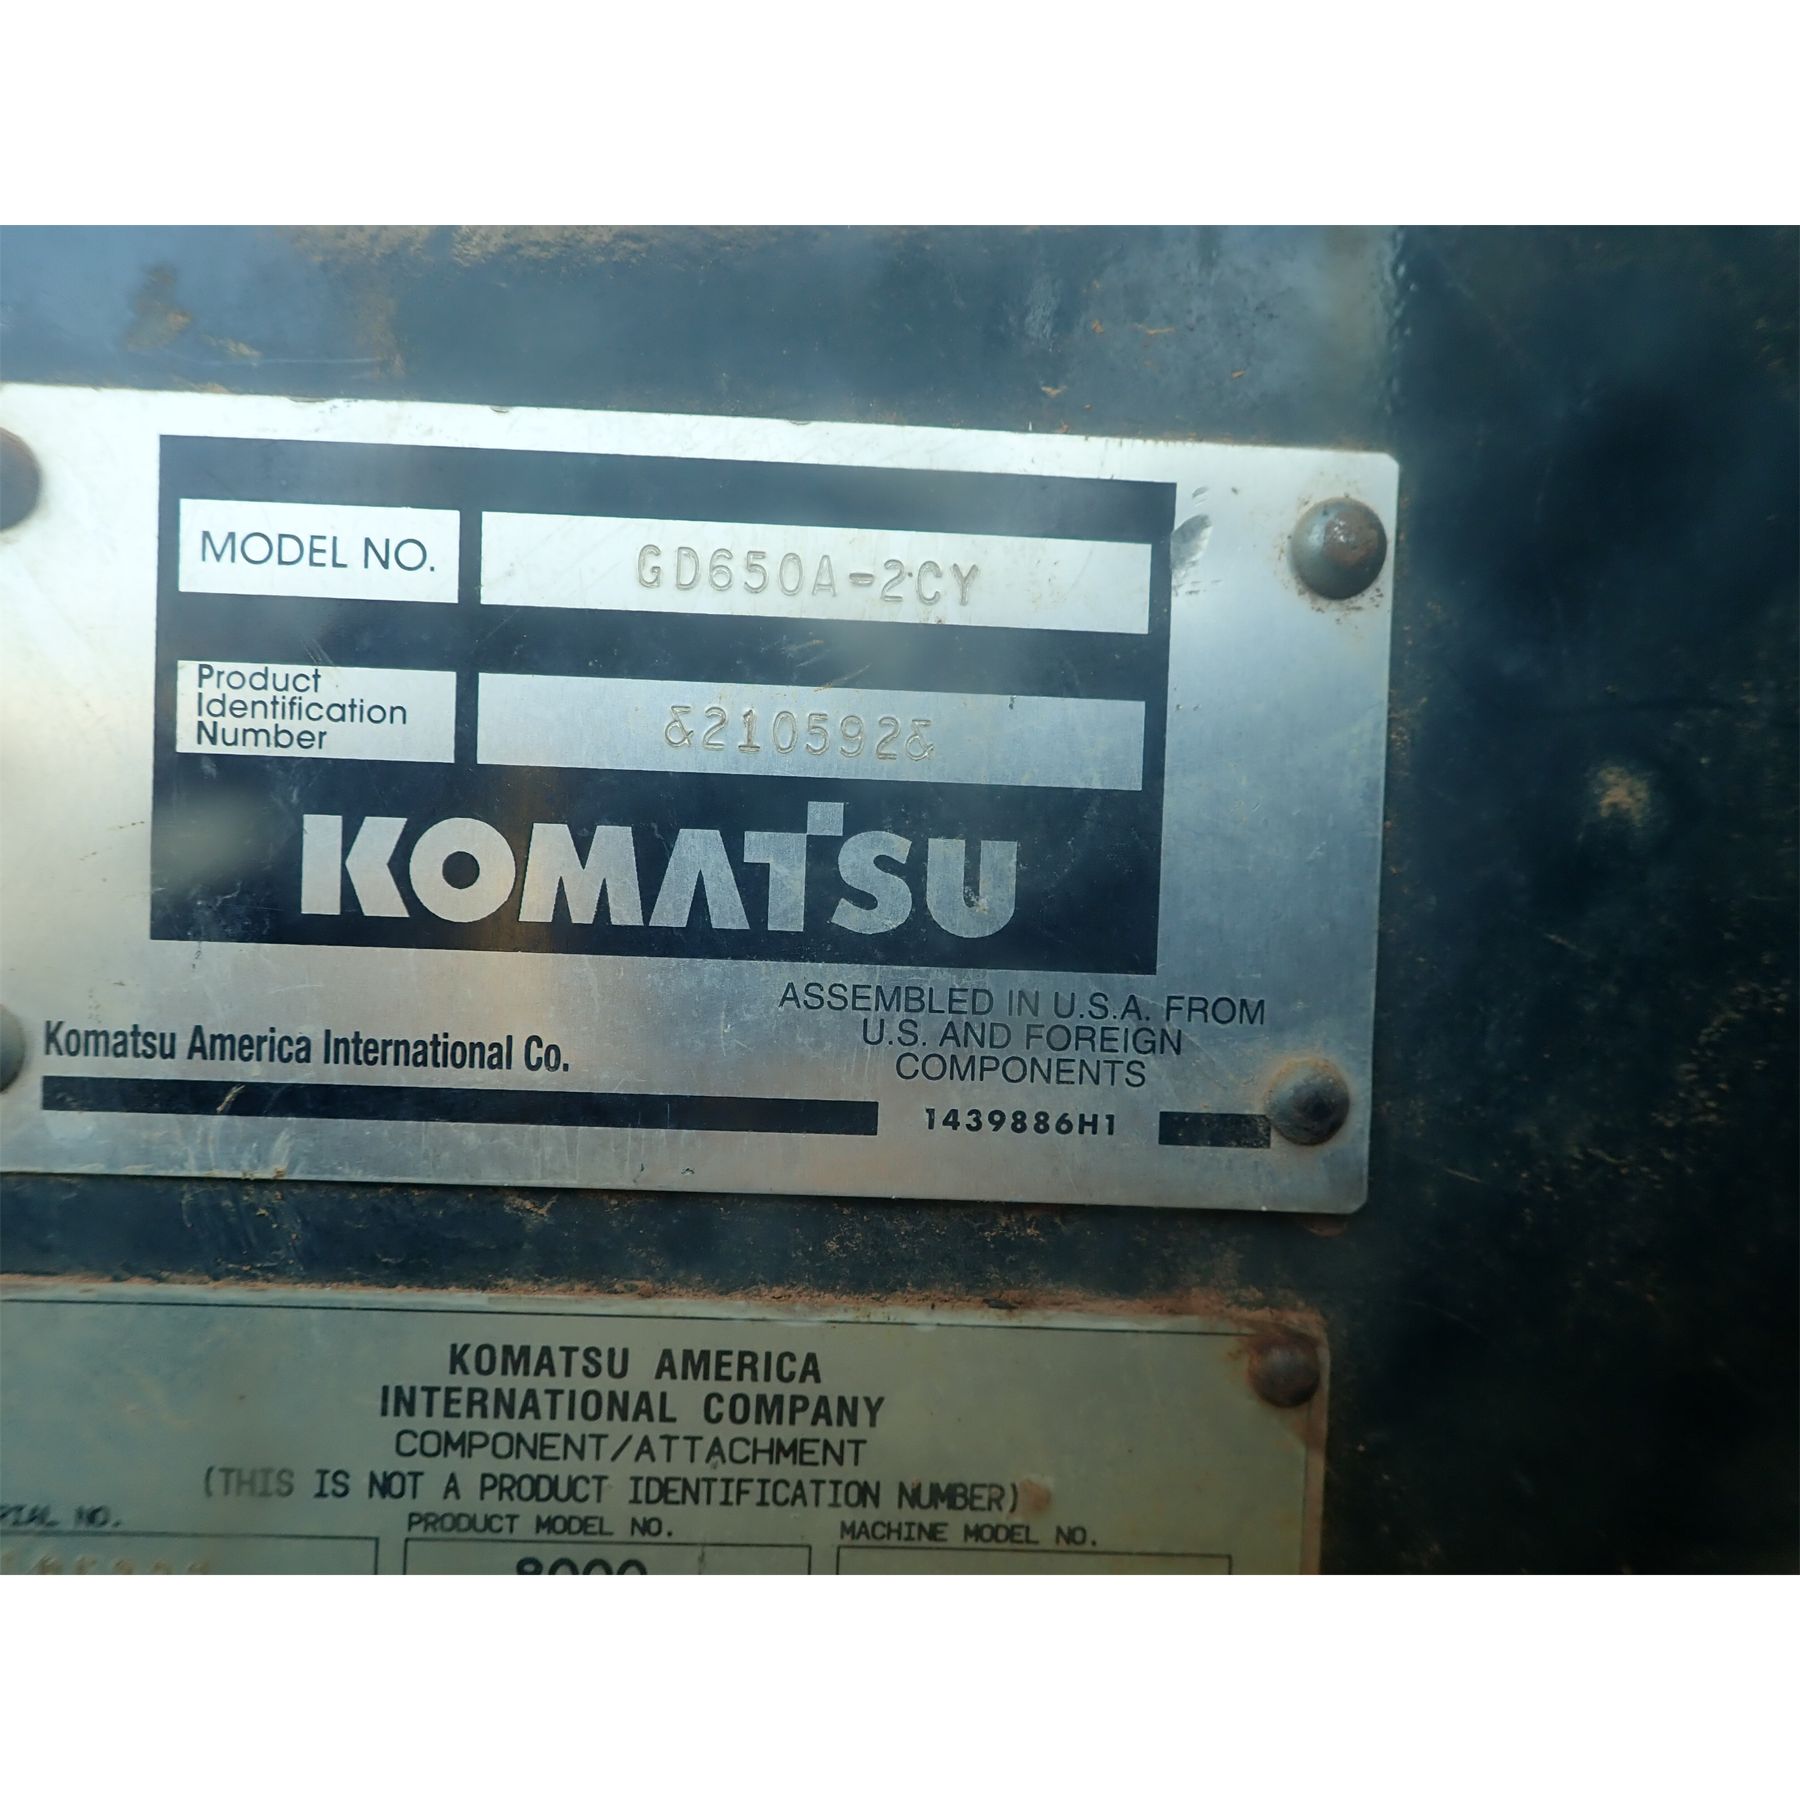 MODEL NO. GD650A-2CY
Product
Identification
Number
&210592&
KOMATSU
ASSEMBLED IN U.S.A. FROM
U.S. AND FOREIGN
COMPONENTS
Komatsu America International Co.
1439886H1
KOMATSU AMERICA
INTERNATIONAL COMPANY
COMPONENT/ATTACHMENT
(THIS IS NOT A PRODUCT IDENTIFICATION NUMBER)
NO. PRODUCT MODEL NO. MACHINE MODEL NO.